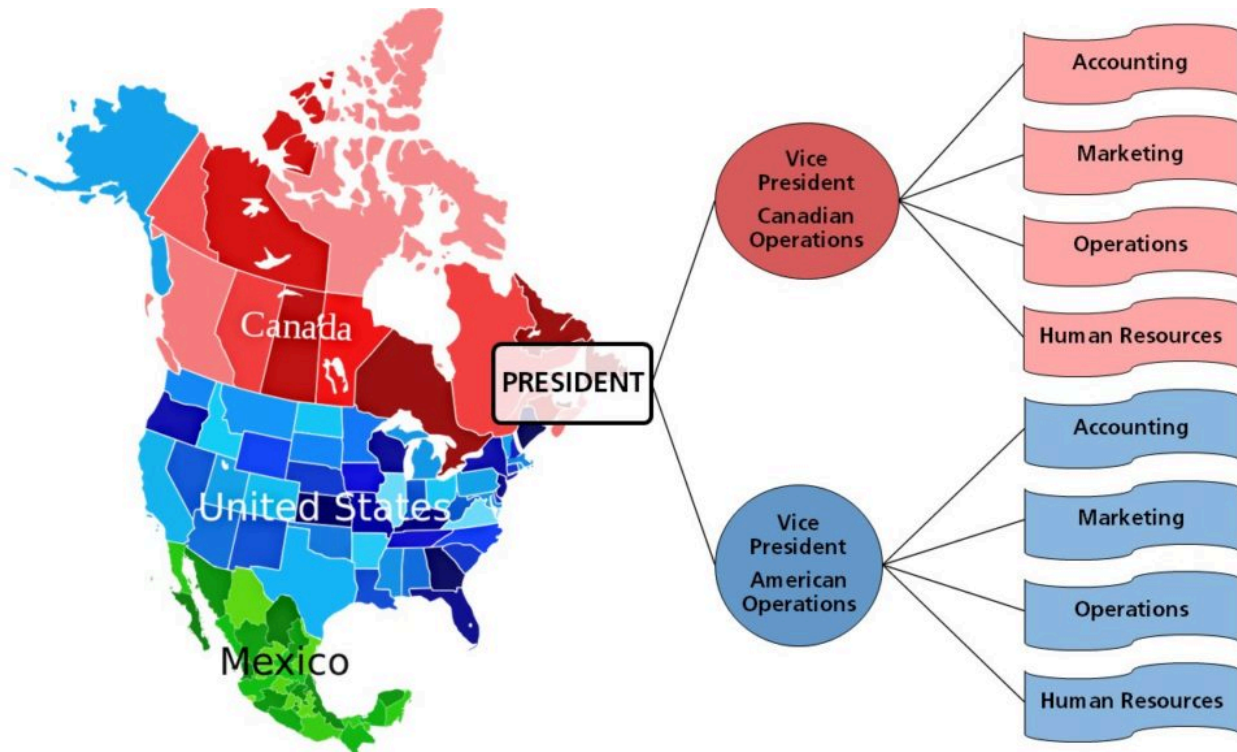 Canada
United States
Mexico
PRESIDENT
Vice
President
Canadian
Operations
Accounting
Marketing
Operations
Human Resources
Vice
President
American
Operations
Accounting
Marketing
Operations
Human Resources